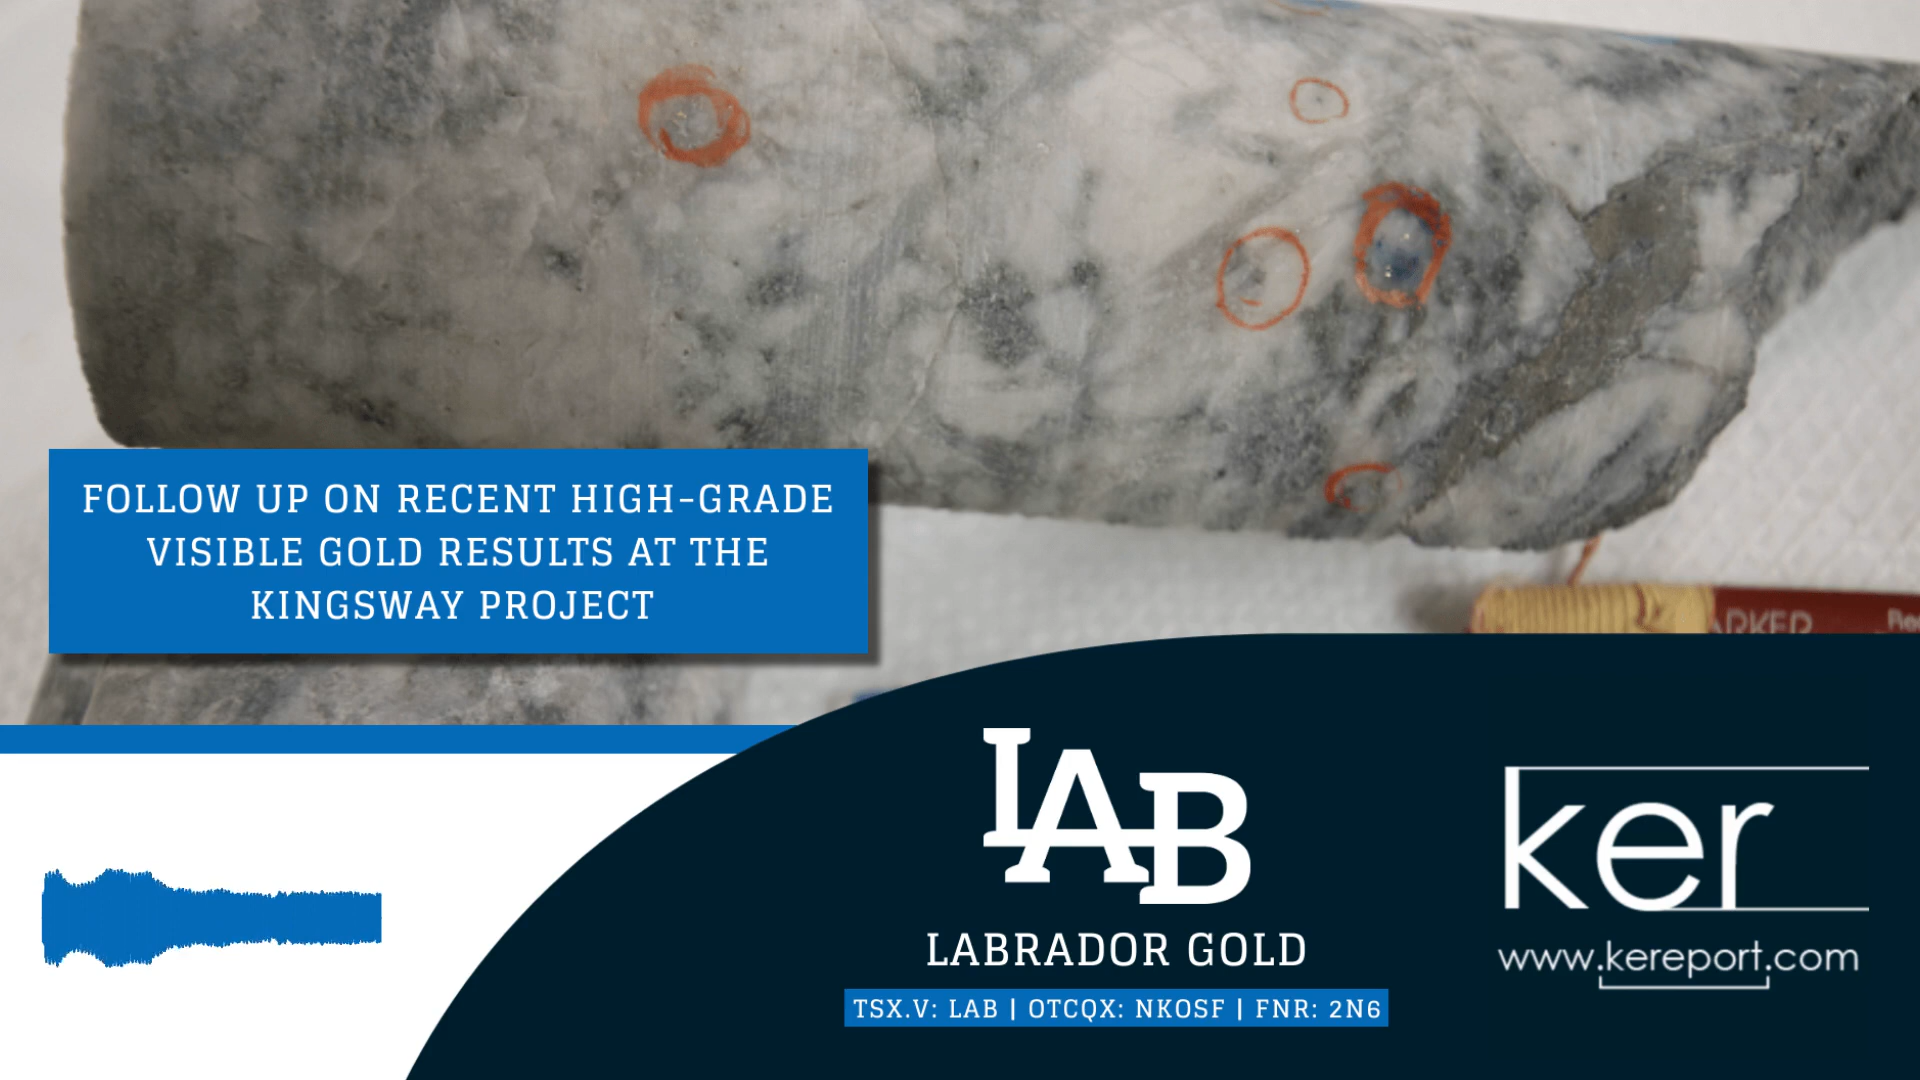 FOLLOW UP ON RECENT HIGH-GRADE
VISIBLE GOLD RESULTS AT THE
KINGSWAY PROJECT
ARKER
LAB
LABRADOR GOLD
TSX.V: LAB | OTCQX: NKOSF | FNR: 2N6
ker
www.kereport.com